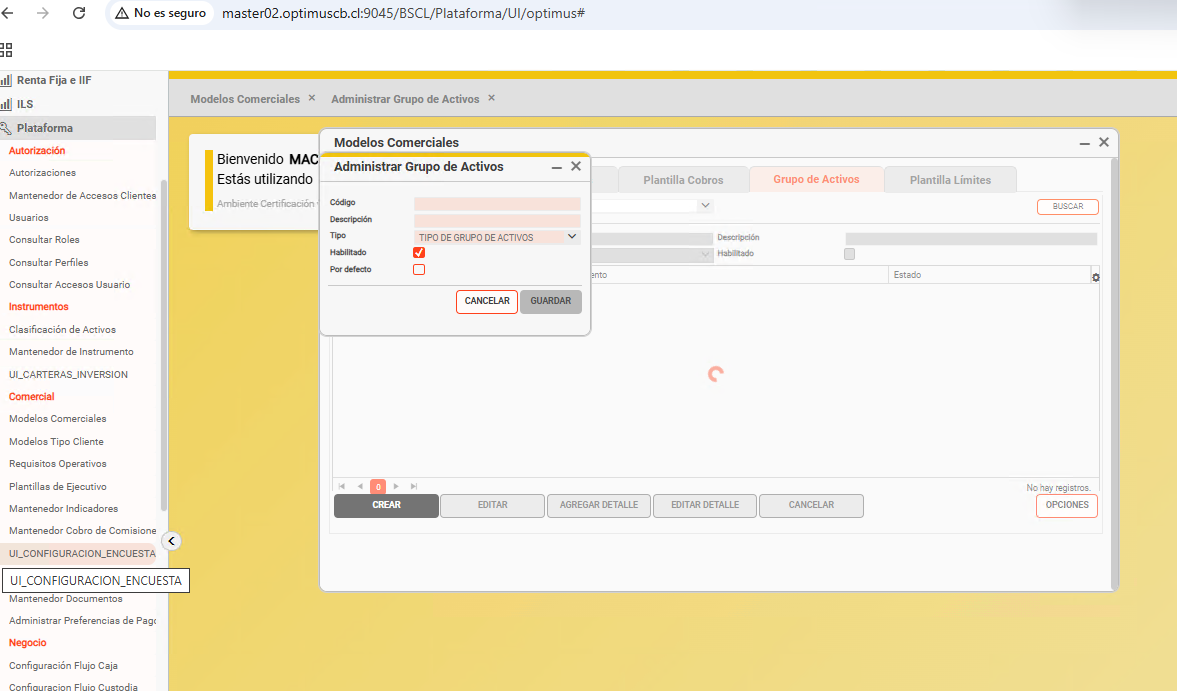 No es seguro
master02.optimuscb.cl:9045/BSCL/Plataforma/UI/optimus#
Renta Fija e IIF
ILS
Plataforma
Autorización
Autorizaciones
Mantenedor de Accesos Clientes
Usuarios
Consultar Roles
Consultar Perfiles
Consultar Accesos Usuario
Instrumentos
Clasificación de Activos
Mantenedor de Instrumento
UI_CARTERAS_INVERSION
Comercial
Modelos Comerciales
Modelos Tipo Cliente
Requisitos Operativos
Plantillas de Ejecutivo
Mantenedor Indicadores
Mantenedor Cobro de Comisione
UI_CONFIGURACION_ENCUESTA
UI_CONFIGURACION_ENCUESTA
Mantenedor Documentos
Administrar Preferencias de Pago
Negocio
Configuración Flujo Caja
Configuracion Flujo Custodia
Modelos Comerciales
Administrar Grupo de Activos
Bienvenido MAC
Estás utilizando
Ambiente Certificación
Modelos Comerciales
Plantilla Cobros
Grupo de Activos
Plantilla Límites
BUSCAR
Descripción
Habilitado
ento
Estado
Administrar Grupo de Activos
Código
Descripción
Tipo
TIPO DE GRUPO DE ACTIVOS
Habilitado
Por defecto
CANCELAR
GUARDAR
0
No hay registros.
CREAR
EDITAR
AGREGAR DETALLE
EDITAR DETALLE
CANCELAR
OPCIONES